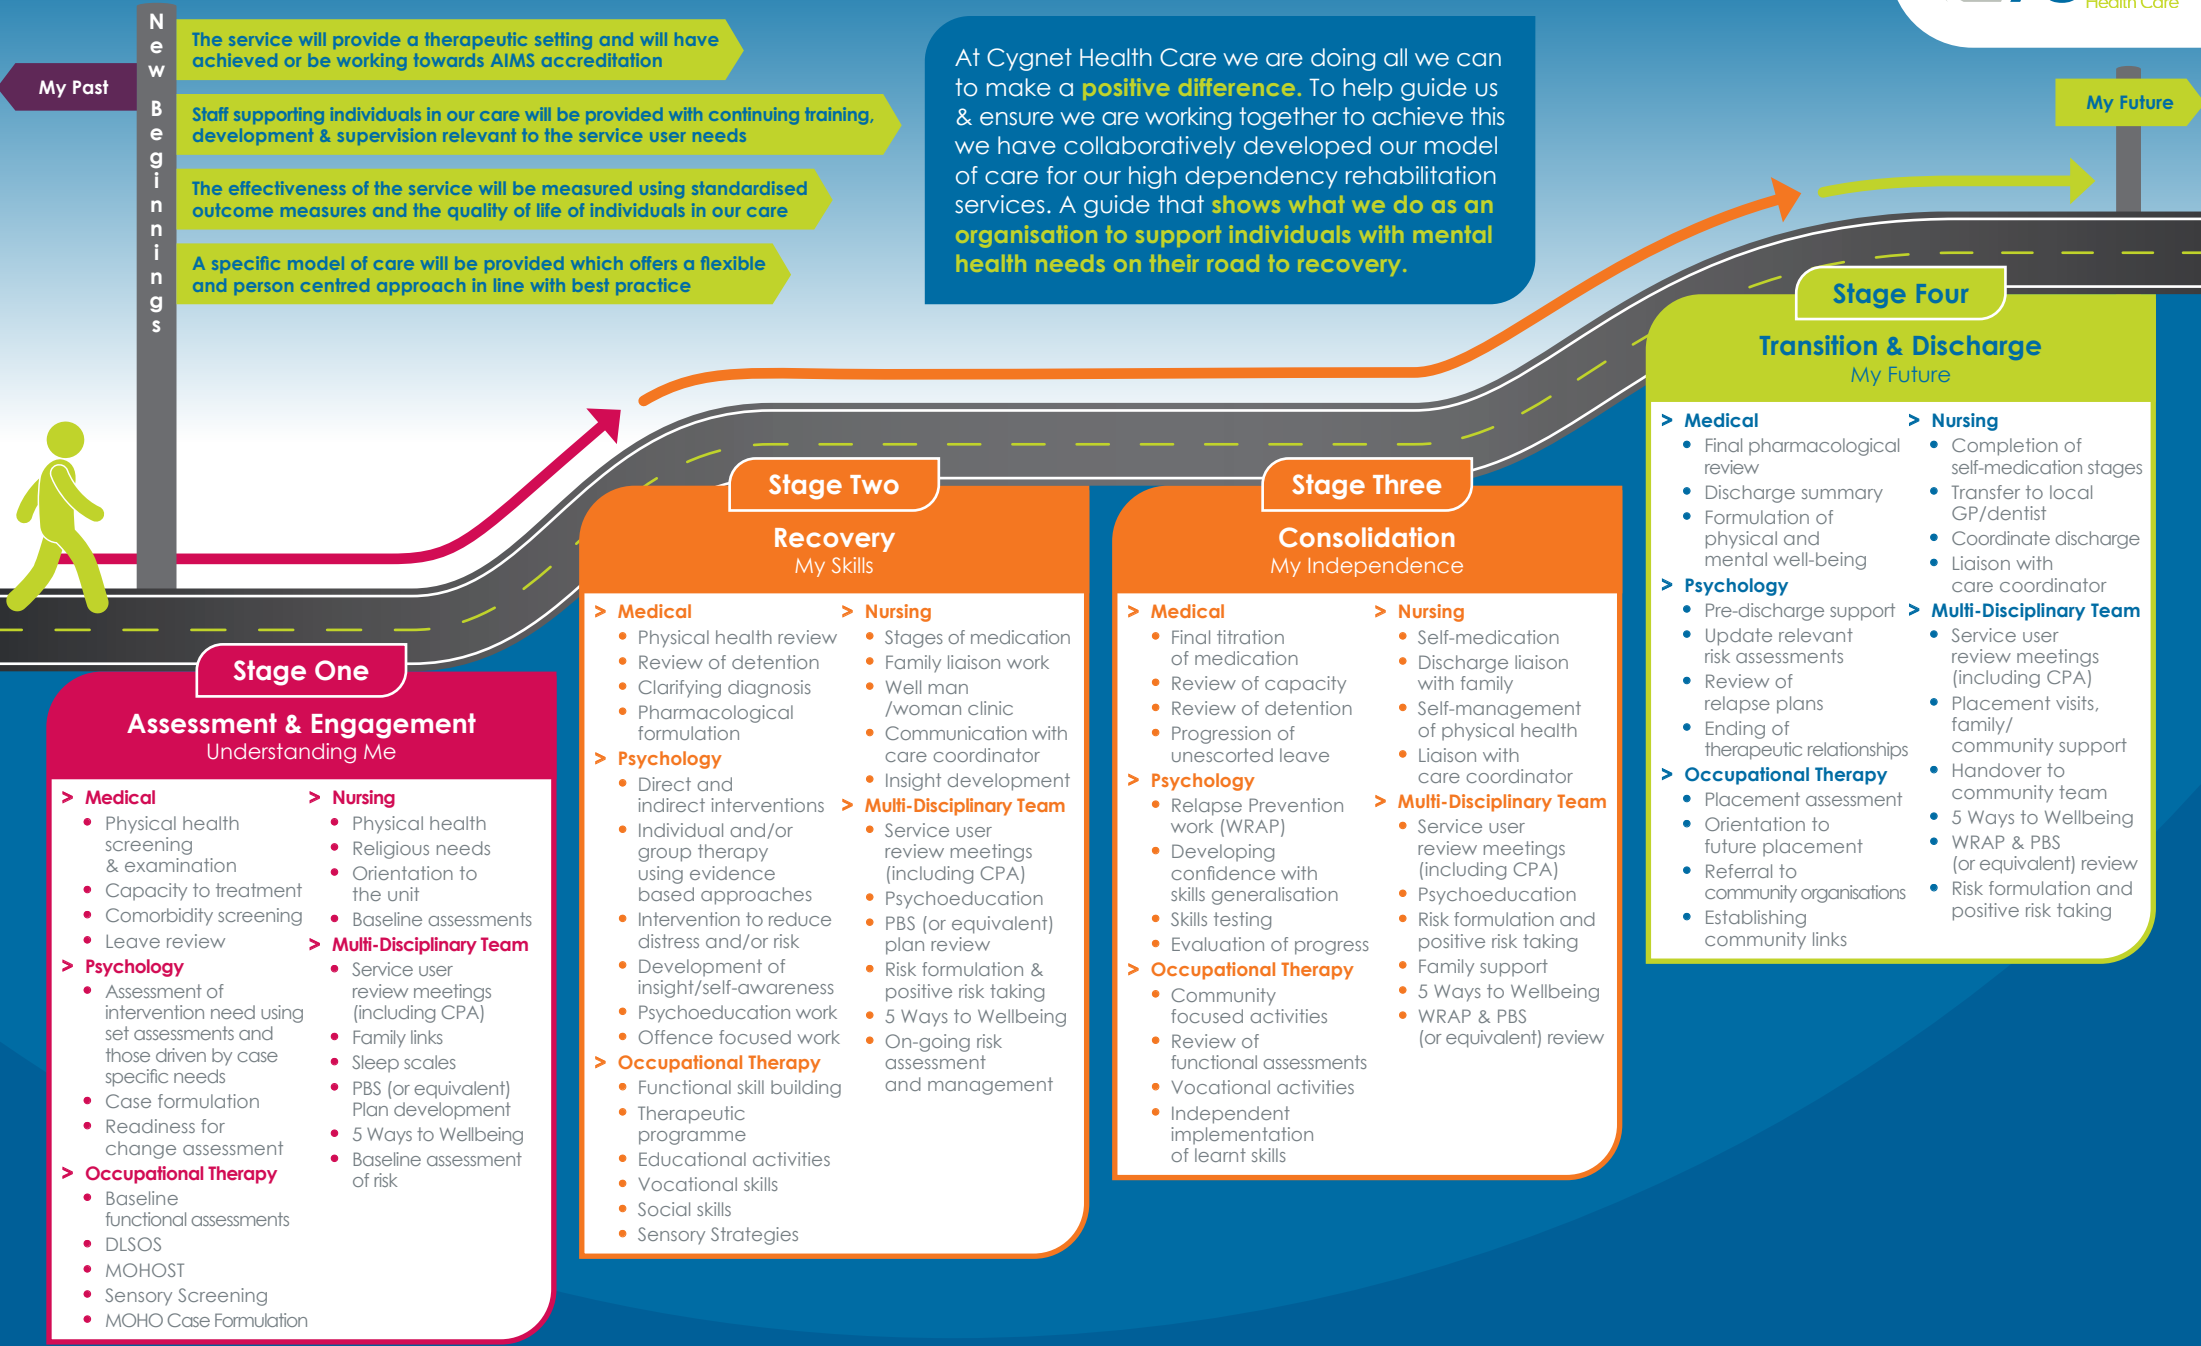 Health Care
My Past
New Beginnings
The service will provide a therapeutic setting and will have
achieved or be working towards AIMS accreditation
Staff supporting individuals in our care will be provided with continuing training,
development & supervision relevant to the service user needs
The effectiveness of the service will be measured using standardised
outcome measures and the quality of life of individuals in our care
A specific model of care will be provided which offers a flexible
and person centred approach in line with best practice
At Cygnet Health Care we are doing all we can
to make a positive difference. To help guide us
& ensure we are working together to achieve this
we have collaboratively developed our model
of care for our high dependency rehabilitation
services. A guide that shows what we do as an
organisation to support individuals with mental
health needs on their road to recovery.
My Future
Stage One
Assessment & Engagement
Understanding Me
> Medical
• Physical health
screening
& examination
• Capacity to treatment
• Comorbidity screening
• Leave review
> Psychology
• Assessment of
intervention need using
set assessments and
those driven by case
specific needs
• Case formulation
• Readiness for
change assessment
> Occupational Therapy
• Baseline
functional assessments
• DLSOS
• MOHOST
• Sensory Screening
• MOHO Case Formulation
> Nursing
• Physical health
• Religious needs
• Orientation to
the unit
• Baseline assessments
> Multi-Disciplinary Team
• Service user
review meetings
(including CPA)
• Family links
• Sleep scales
• PBS (or equivalent)
Plan development
• 5 Ways to Wellbeing
• Baseline assessment
of risk
Stage Two
Recovery
My Skills
> Medical
• Physical health review
• Review of detention
• Clarifying diagnosis
• Pharmacological
formulation
> Psychology
• Direct and
indirect interventions
• Individual and/or
group therapy
using evidence
based approaches
• Intervention to reduce
distress and/or risk
• Development of
insight/self-awareness
• Psychoeducation work
• Offence focused work
> Occupational Therapy
• Functional skill building
• Therapeutic
programme
• Educational activities
• Vocational skills
• Social skills
• Sensory Strategies
> Nursing
• Stages of medication
• Family liaison work
• Well man
/woman clinic
• Communication with
care coordinator
• Insight development
> Multi-Disciplinary Team
• Service user
review meetings
(including CPA)
• Psychoeducation
• PBS (or equivalent)
plan review
• Risk formulation &
positive risk taking
• 5 Ways to Wellbeing
• On-going risk
assessment
and management
Stage Three
Consolidation
My Independence
> Medical
• Final titration
of medication
• Review of capacity
• Review of detention
• Progression of
unescorted leave
> Psychology
• Relapse Prevention
work (WRAP)
• Developing
confidence with
skills generalisation
• Skills testing
• Evaluation of progress
> Occupational Therapy
• Community
focused activities
• Review of
functional assessments
• Vocational activities
• Independent
implementation
of learnt skills
> Nursing
• Self-medication
• Discharge liaison
with family
• Self-management
of physical health
• Liaison with
care coordinator
> Multi-Disciplinary Team
• Service user
review meetings
(including CPA)
• Psychoeducation
• Risk formulation and
positive risk taking
• Family support
• 5 Ways to Wellbeing
• WRAP & PBS
(or equivalent) review
Stage Four
Transition & Discharge
My Future
> Medical
• Final pharmacological
review
• Discharge summary
• Formulation of
physical and
mental well-being
> Psychology
• Pre-discharge support
• Update relevant
risk assessments
• Review of
relapse plans
• Ending of
therapeutic relationships
> Occupational Therapy
• Placement assessment
• Orientation to
future placement
• Referral to
community organisations
• Establishing
community links
> Nursing
• Completion of
self-medication stages
• Transfer to local
GP/dentist
• Coordinate discharge
• Liaison with
care coordinator
> Multi-Disciplinary Team
• Service user
review meetings
(including CPA)
• Placement visits,
family/
community support
• Handover to
community team
• 5 Ways to Wellbeing
• WRAP & PBS
(or equivalent) review
• Risk formulation and
positive risk taking